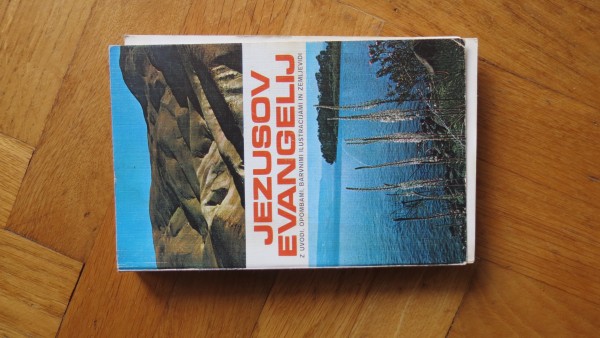 JEZUSOV
EVANGELIJ
Z UVODI, OPOMBAMI, BARVNIMI ILUSTRACIJAMI IN ZEMLJEVIDI